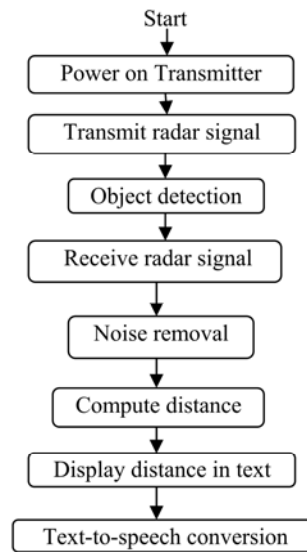 Start
Power on Transmitter
Transmit radar signal
Object detection
Receive radar signal
Noise removal
Compute distance
Display distance in text
Text-to-speech conversion